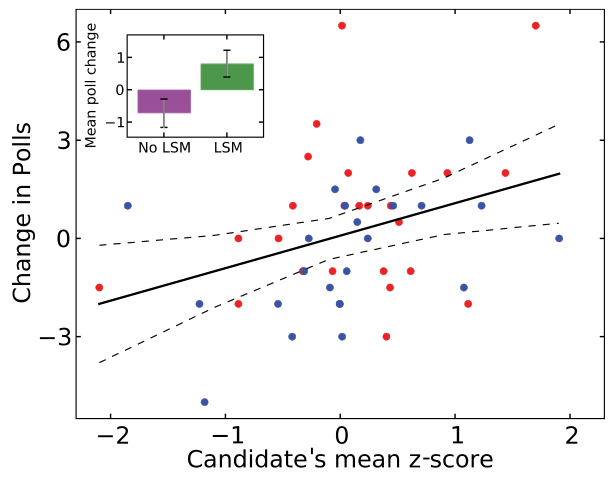 Mean poll change
1
0
−1
No LSM LSM
Change in Polls
6
3
0
−3
−2 −1 0 1 2
Candidate's mean z-score